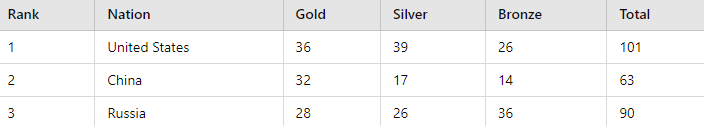 Rank Nation Gold Silver Bronze Total
1 United States 36 39 26 101
2 China 32 17 14 63
3 Russia 28 26 36 90